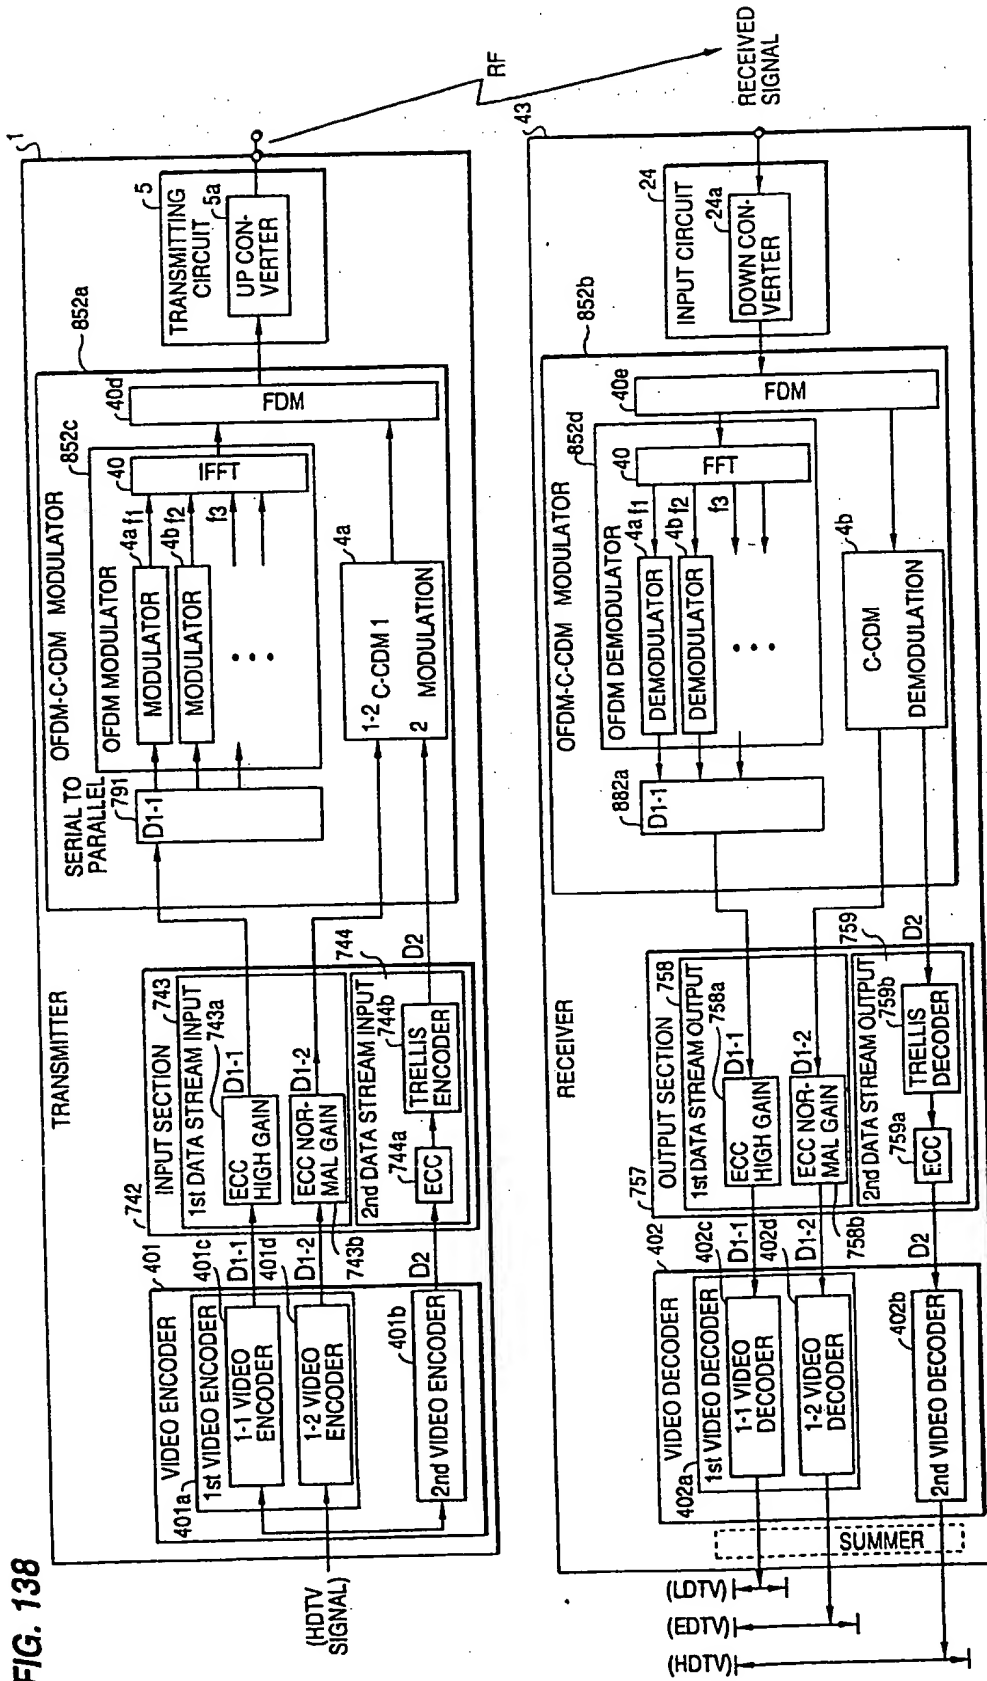 FIG. 138
TRANSMITTER
1
(HDTV
SIGNAL)
VIDEO ENCODER
401
401a
1st VIDEO ENCODER
401c
1-1 VIDEO
ENCODER
401d
1-2 VIDEO
ENCODER
401b
2nd VIDEO ENCODER
D1-1
D1-2
D2
742
INPUT SECTION
743
1st DATA STREAM INPUT
743a
ECC
HIGH GAIN
ECC NOR-
MAL GAIN
743b
D1-1
D1-2
744
2nd DATA STREAM INPUT
744a
ECC
744b
TRELLIS
ENCODER
D2
852a
OFDM-C-CDM MODULATOR
SERIAL TO
PARALLEL
791
D1-1
852c
OFDM MODULATOR
4a
MODULATOR
f1
4b
MODULATOR
f2
f3
40
IFFT
40d
FDM
4a
1-2 C-CDM 1
2 MODULATION
5
TRANSMITTING
CIRCUIT
5a
UP CON-
VERTER
RF
RECEIVED
SIGNAL
RECEIVER
43
INPUT CIRCUIT
24
24a
DOWN CON-
VERTER
852b
OFDM-C-CDM MODULATOR
40e
FDM
852d
OFDM DEMODULATOR
40
FFT
4a
DEMODULATOR
f1
4b
DEMODULATOR
f2
f3
882a
D1-1
4b
C-CDM
DEMODULATION
757
OUTPUT SECTION
758
1st DATA STREAM OUTPUT
758a
ECC
HIGH GAIN
D1-1
ECC NOR-
MAL GAIN
D1-2
758b
759
2nd DATA STREAM OUTPUT
759b
TRELLIS
DECODER
759a
ECC
D2
D1-1
D1-2
D2
402
VIDEO DECODER
402a
1st VIDEO DECODER
402c
1-1 VIDEO
DECODER
402d
1-2 VIDEO
DECODER
402b
2nd VIDEO DECODER
SUMMER
(LDTV)
(EDTV)
(HDTV)